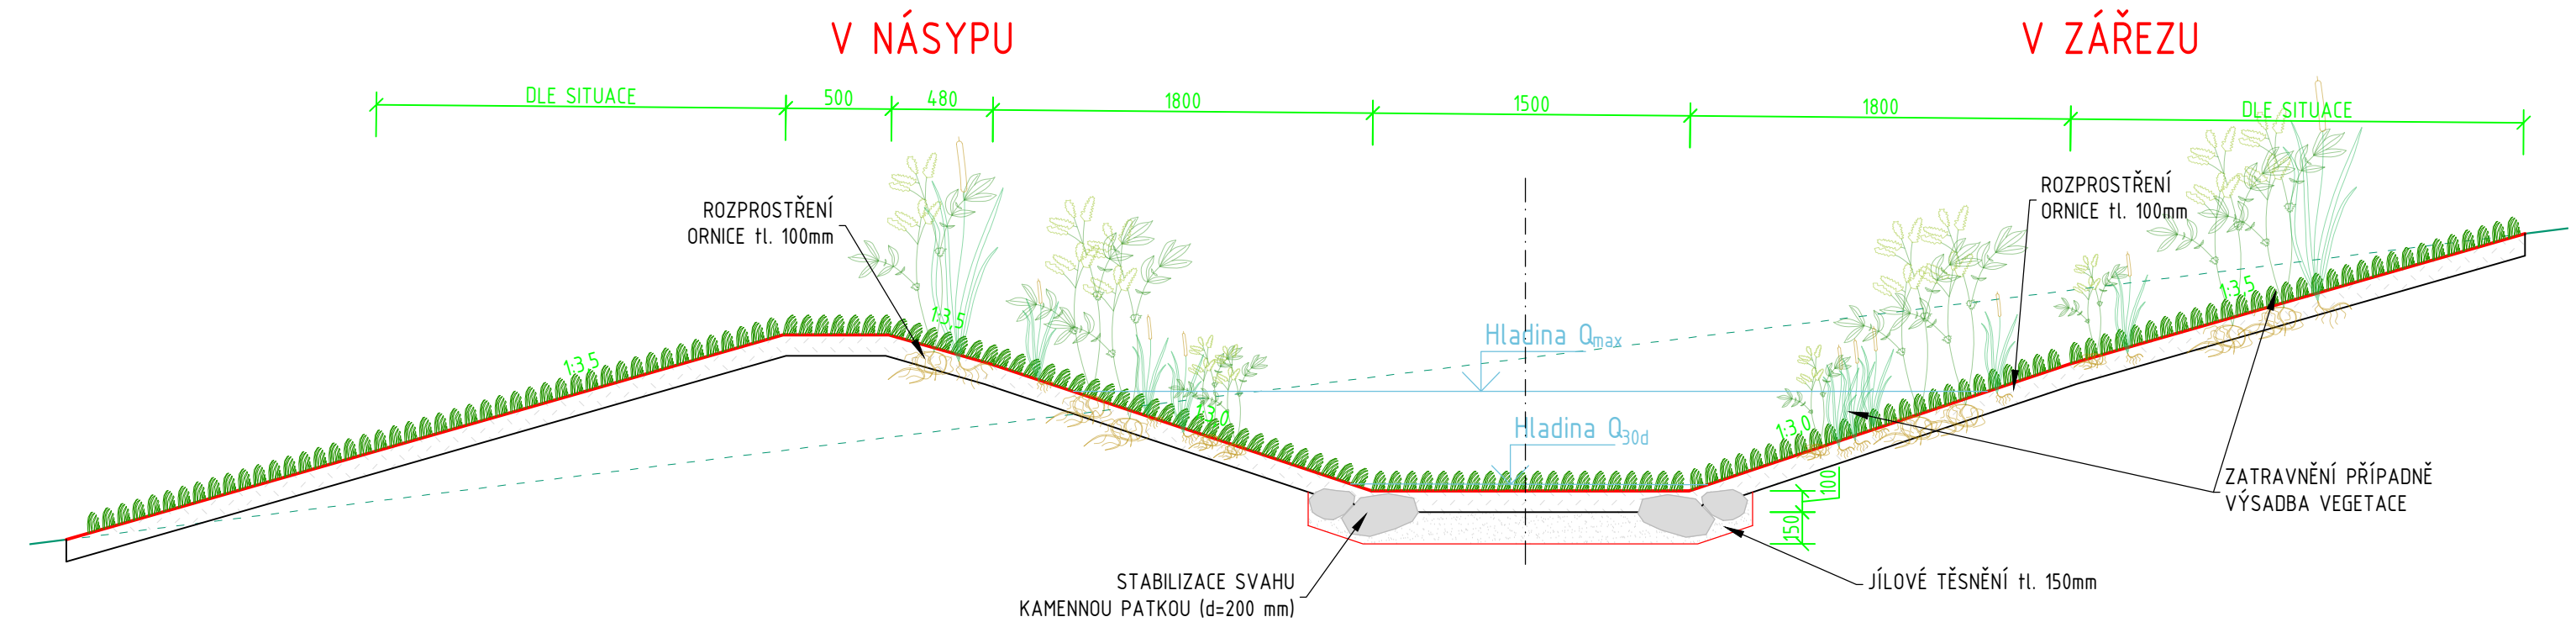 V NÁSYPU
V ZÁŘEZU
DLE SITUACE
500
480
1800
1500
1800
DLE SITUACE
ROZPROSTŘENÍ
ORNICE tl. 100mm
ROZPROSTŘENÍ
ORNICE tl. 100mm
1:3,5
1:3,5
1:3,5
Hladina Qmax
1:3,0
Hladina Q30d
1:3,0
100
150
ZATRAVNĚNÍ PŘÍPADNĚ
VÝSADBA VEGETACE
STABILIZACE SVAHU
KAMENNOU PATKOU (d=200 mm)
JÍLOVÉ TĚSNĚNÍ tl. 150mm